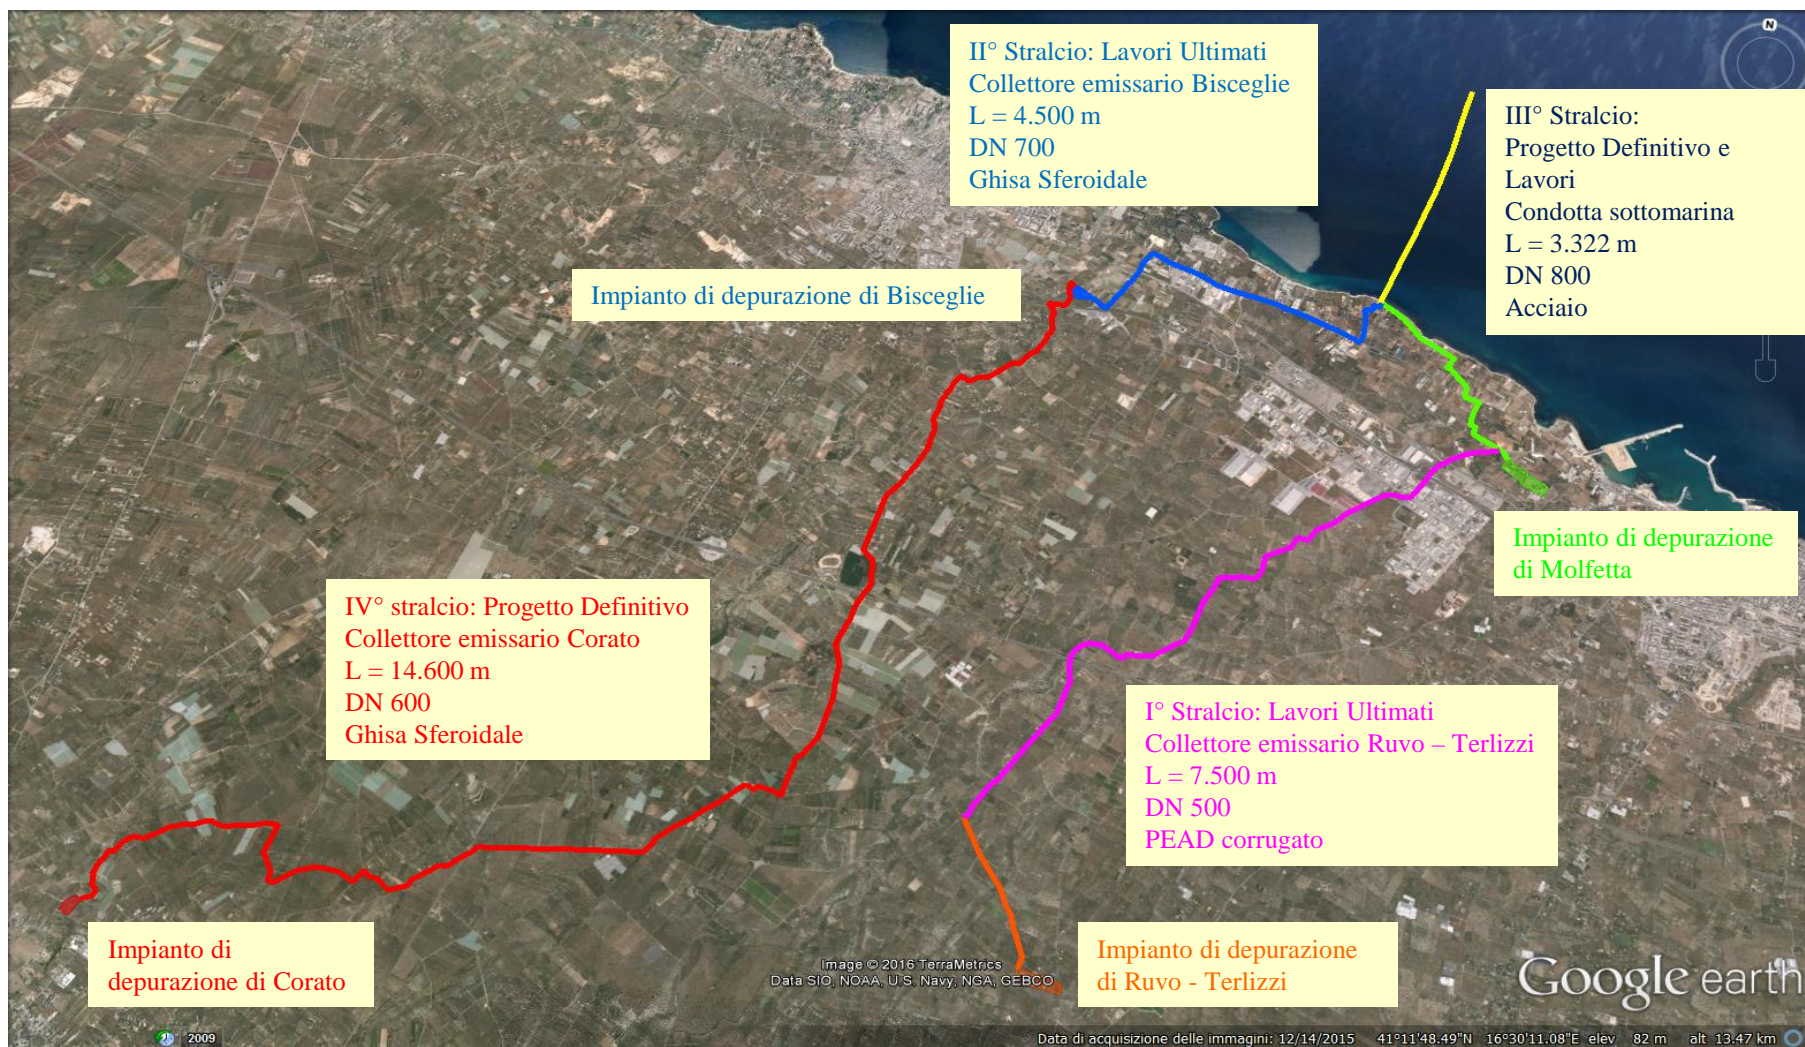 II° Stralcio: Lavori Ultimati
Collettore emissario Bisceglie
L = 4.500 m
DN 700
Ghisa Sferoidale
N
III° Stralcio:
Progetto Definitivo e
Lavori
Condotta sottomarina
L = 3.322 m
DN 800
Acciaio
Impianto di depurazione di Bisceglie
Impianto di depurazione
di Molfetta
IV° stralcio: Progetto Definitivo
Collettore emissario Corato
L = 14.600 m
DN 600
Ghisa Sferoidale
I° Stralcio: Lavori Ultimati
Collettore emissario Ruvo – Terlizzi
L = 7.500 m
DN 500
PEAD corrugato
Impianto di
depurazione di Corato
Impianto di depurazione
di Ruvo - Terlizzi
Image © 2016 TerraMetrics
Data SIO, NOAA, U.S. Navy, NGA, GEBCO
Google earth
2009
Data di acquisizione delle immagini: 12/14/2015 41°11'48.49"N 16°30'11.08"E elev 82 m alt 13.47 km